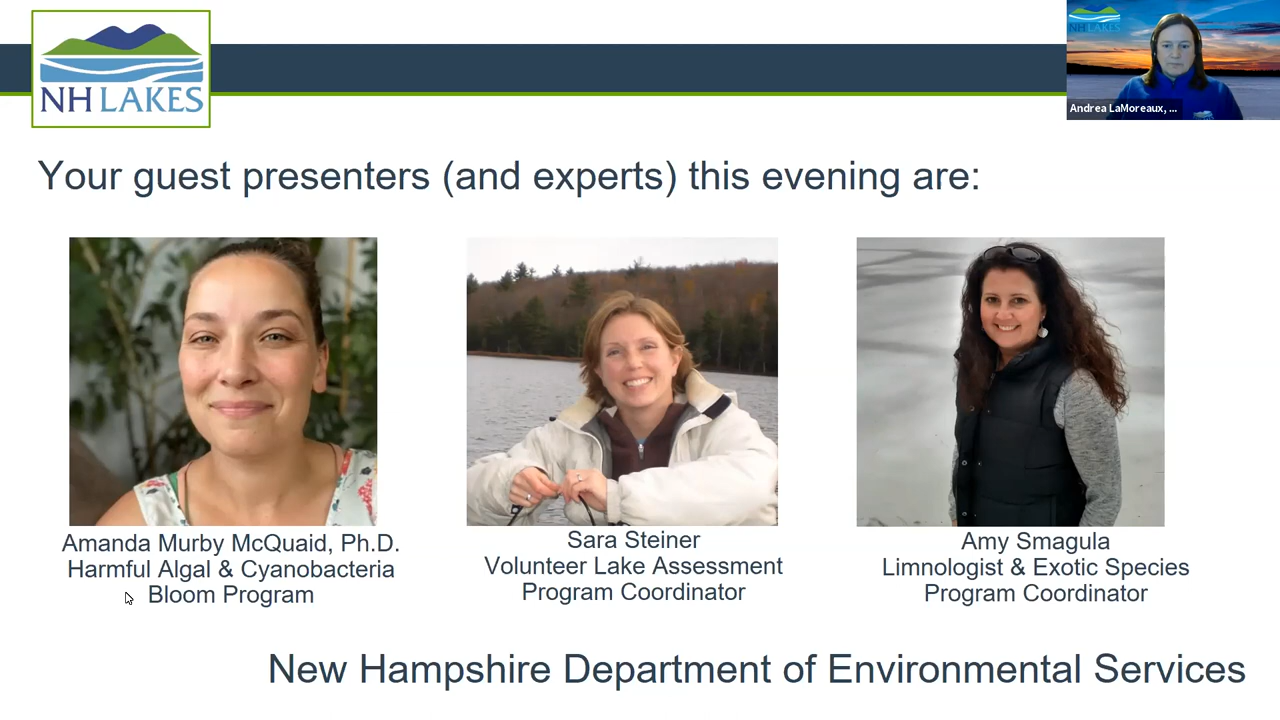 NH LAKES
NH LAKES
Andrea LaMoreaux, ...
Your guest presenters (and experts) this evening are:
Amanda Murby McQuaid, Ph.D.
Harmful Algal & Cyanobacteria
Bloom Program
Sara Steiner
Volunteer Lake Assessment
Program Coordinator
Amy Smagula
Limnologist & Exotic Species
Program Coordinator
New Hampshire Department of Environmental Services